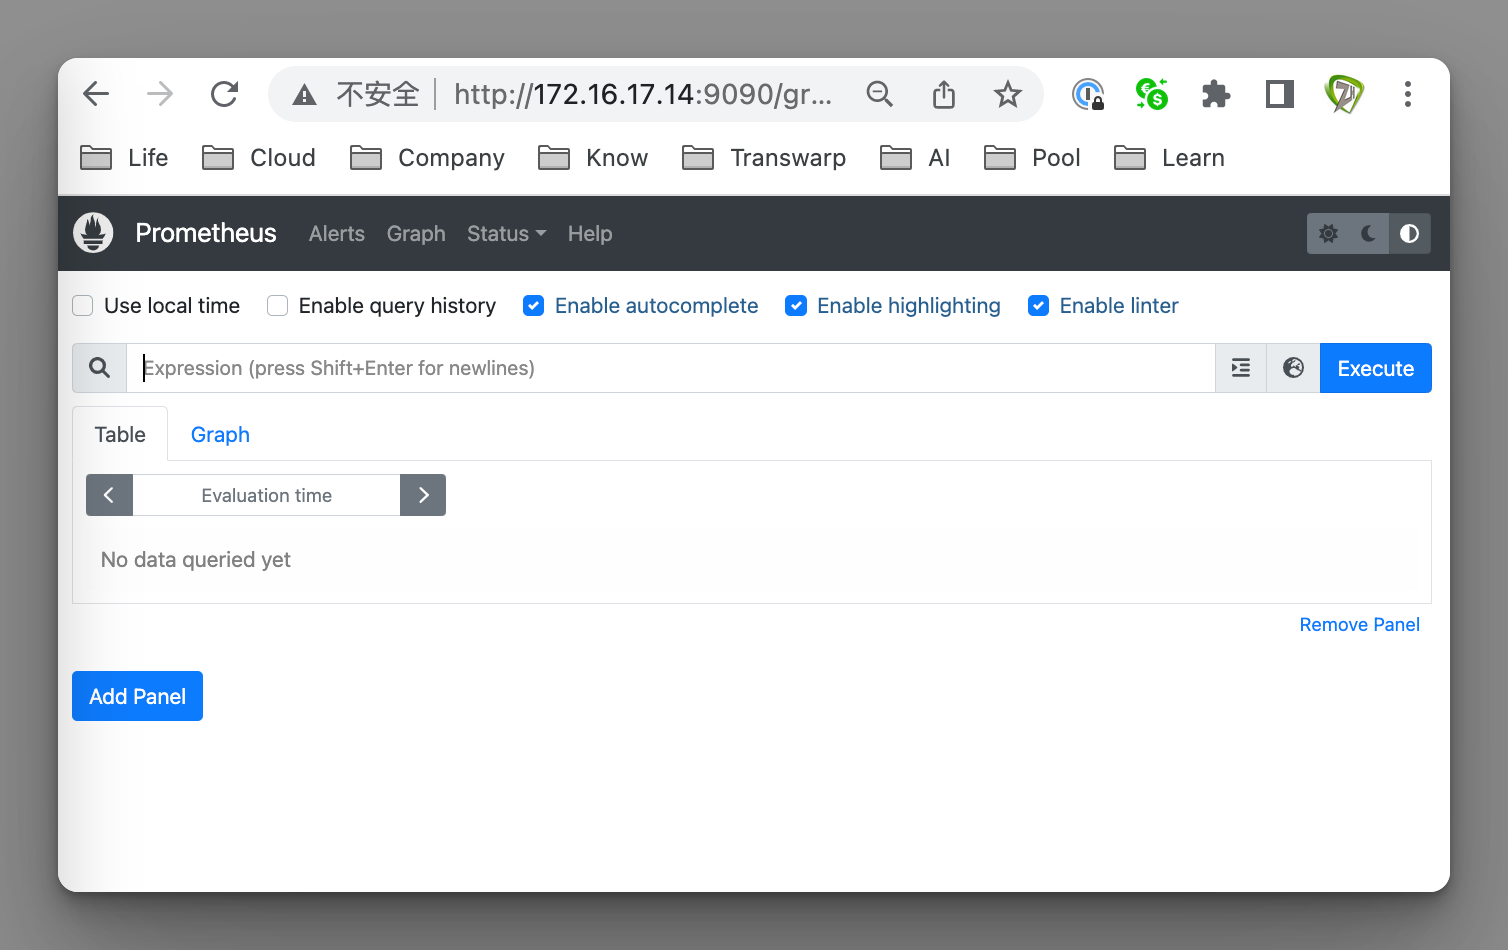 不安全 http://172.16.17.14:9090/gr...
Life Cloud Company Know Transwarp AI Pool Learn
Prometheus Alerts Graph Status Help
Use local time Enable query history Enable autocomplete Enable highlighting Enable linter
Expression (press Shift+Enter for newlines) Execute
Table Graph
Evaluation time
No data queried yet
Remove Panel
Add Panel